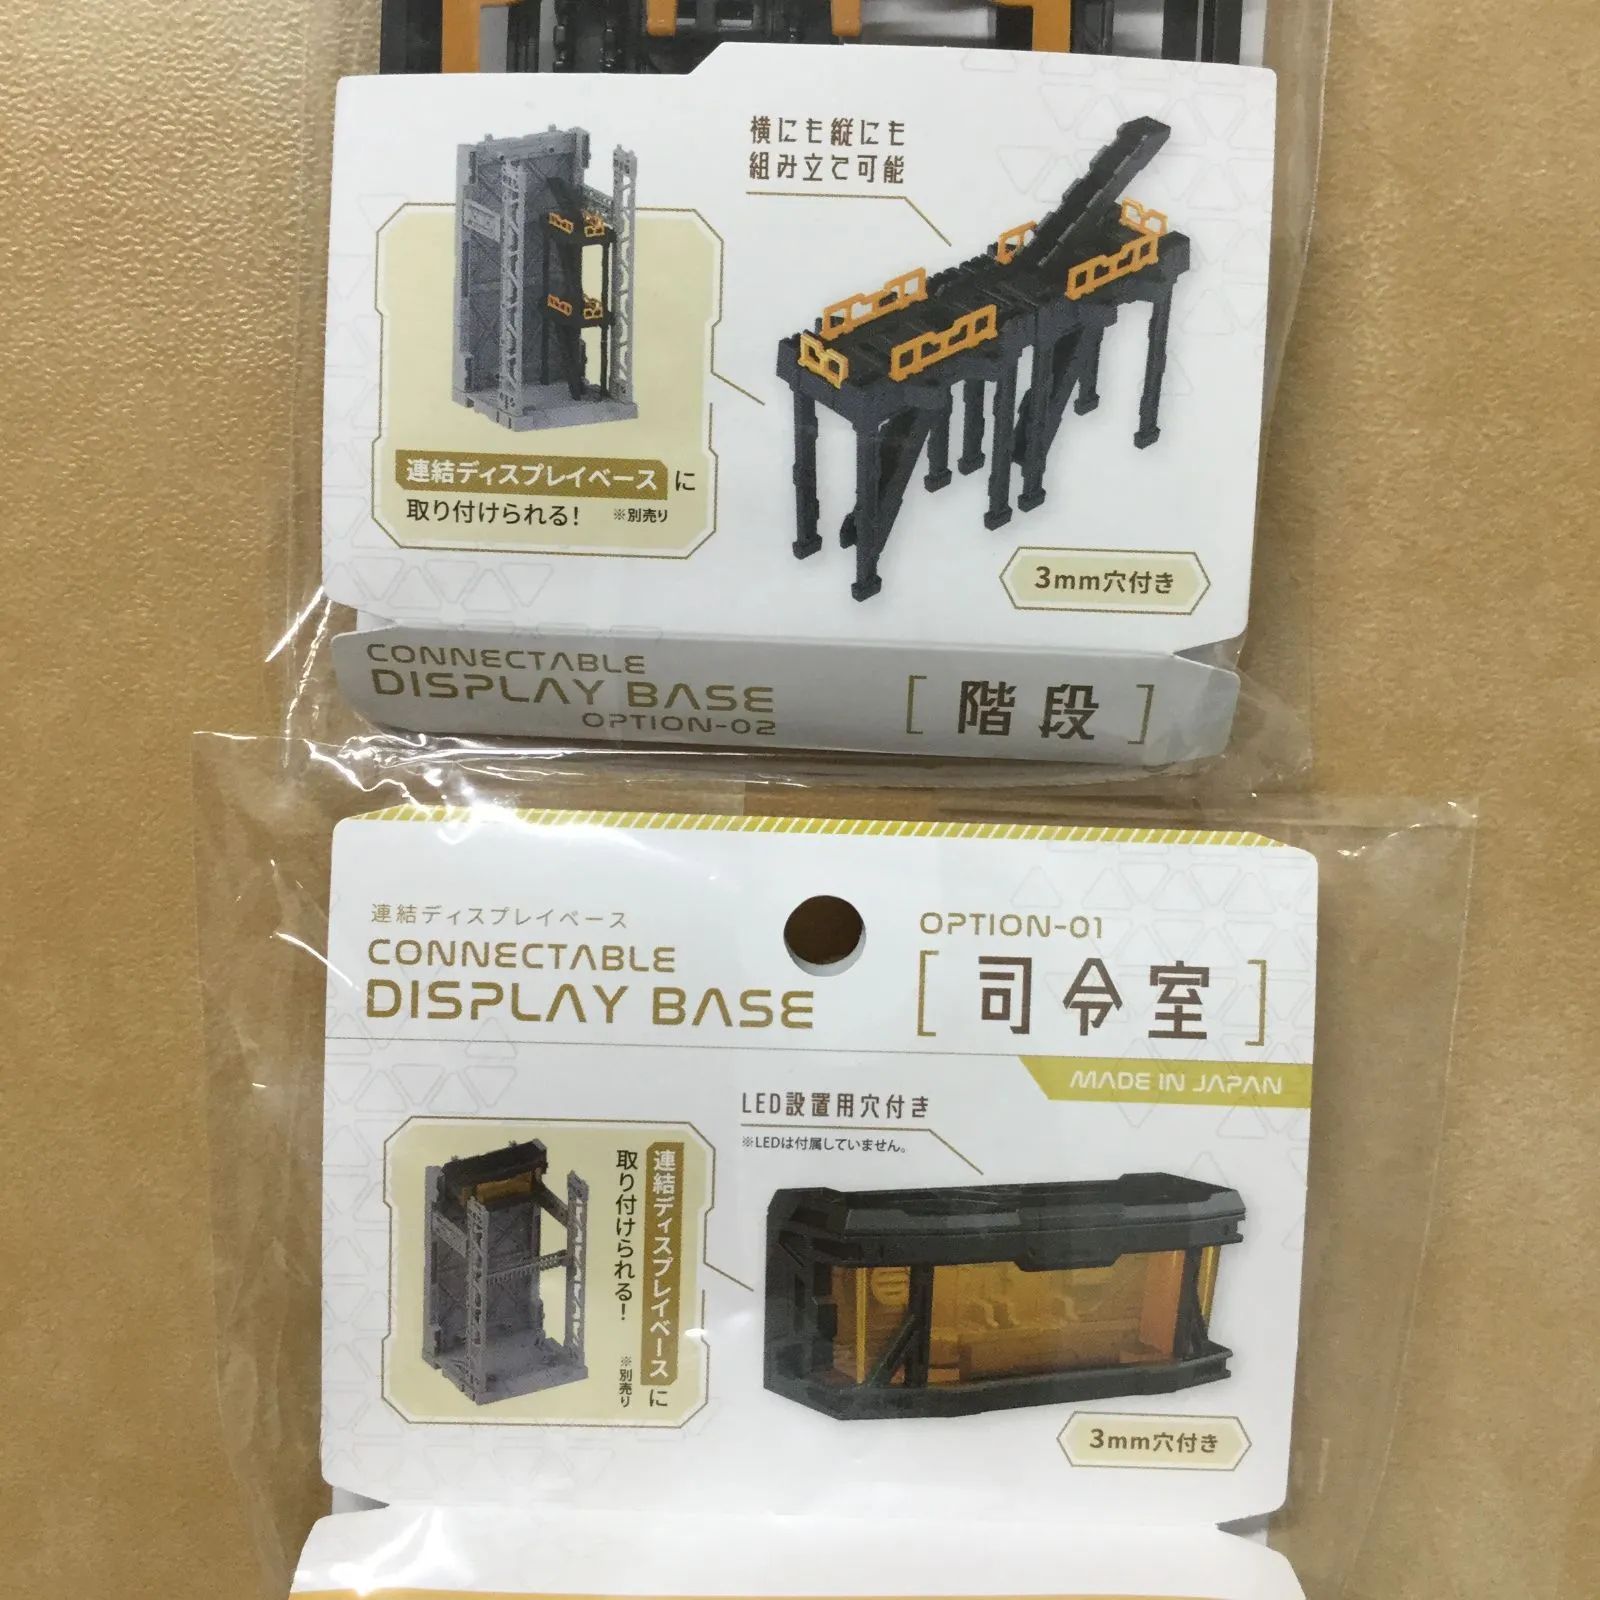 横にも縦にも
組み立て可能
連結ディスプレイベースに
取り付けられる! ※別売り
3mm穴付き
CONNECTABLE
DISPLAY BASE
OPTION-02
[階段]
連結ディスプレイベース
CONNECTABLE
DISPLAY BASE
OPTION-01
[司令室]
MADE IN JAPAN
LED設置用穴付き
※LEDは付属していません。
連結ディスプレイベースに
取り付けられる! ※別売り
3mm穴付き